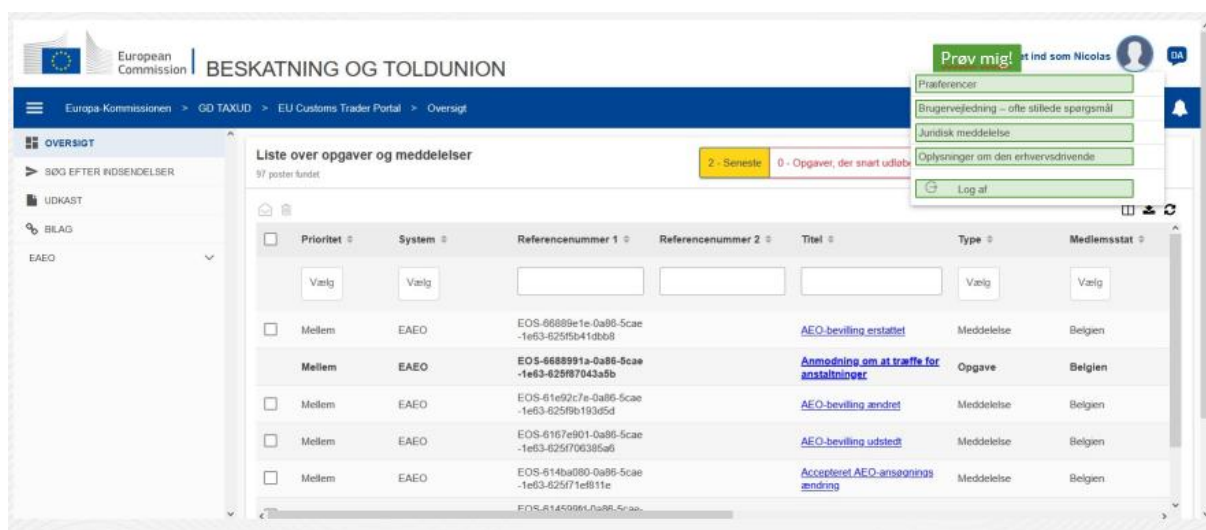 European
Commission
BESKATNING OG TOLDUNION
Prøv mig!
et ind som Nicolas
DA
Præferencer
Brugervejledning – ofte stillede spørgsmål
Juridisk meddelelse
Oplysninger om den erhvervsdrivende
Log af
Europa-Kommissionen > GD TAXUD > EU Customs Trader Portal > Oversigt
OVERSIGT
SØG EFTER INDSENDELSER
UDKAST
BILAG
EAEO
Liste over opgaver og meddelelser
97 poster fundet
2 - Seneste
0 - Opgaver, der snart udløbe
Prioritet System Referencenummer 1 Referencenummer 2 Titel Type Medlemsstat
Vælg Vælg Vælg Vælg
Mellem EAEO EOS-66889e1e-0a86-5cae AEO-bevilling erstattet Meddelelse Belgien
-1e63-625f5b41dbb8
Mellem EAEO EOS-6688991a-0a86-5cae Anmodning om at træffe for Opgave Belgien
-1e63-625f87043a5b anstaltninger
Mellem EAEO EOS-61e92c7e-0a86-5cae AEO-bevilling ændret Meddelelse Belgien
-1e63-625f9b193d5d
Mellem EAEO EOS-6167e901-0a86-5cae AEO-bevilling udstedt Meddelelse Belgien
-1e63-625f706385a6
Mellem EAEO EOS-614ba080-0a86-5cae Accepteret AEO-ansøgnings Meddelelse Belgien
-1e63-625f71ef811e ændring